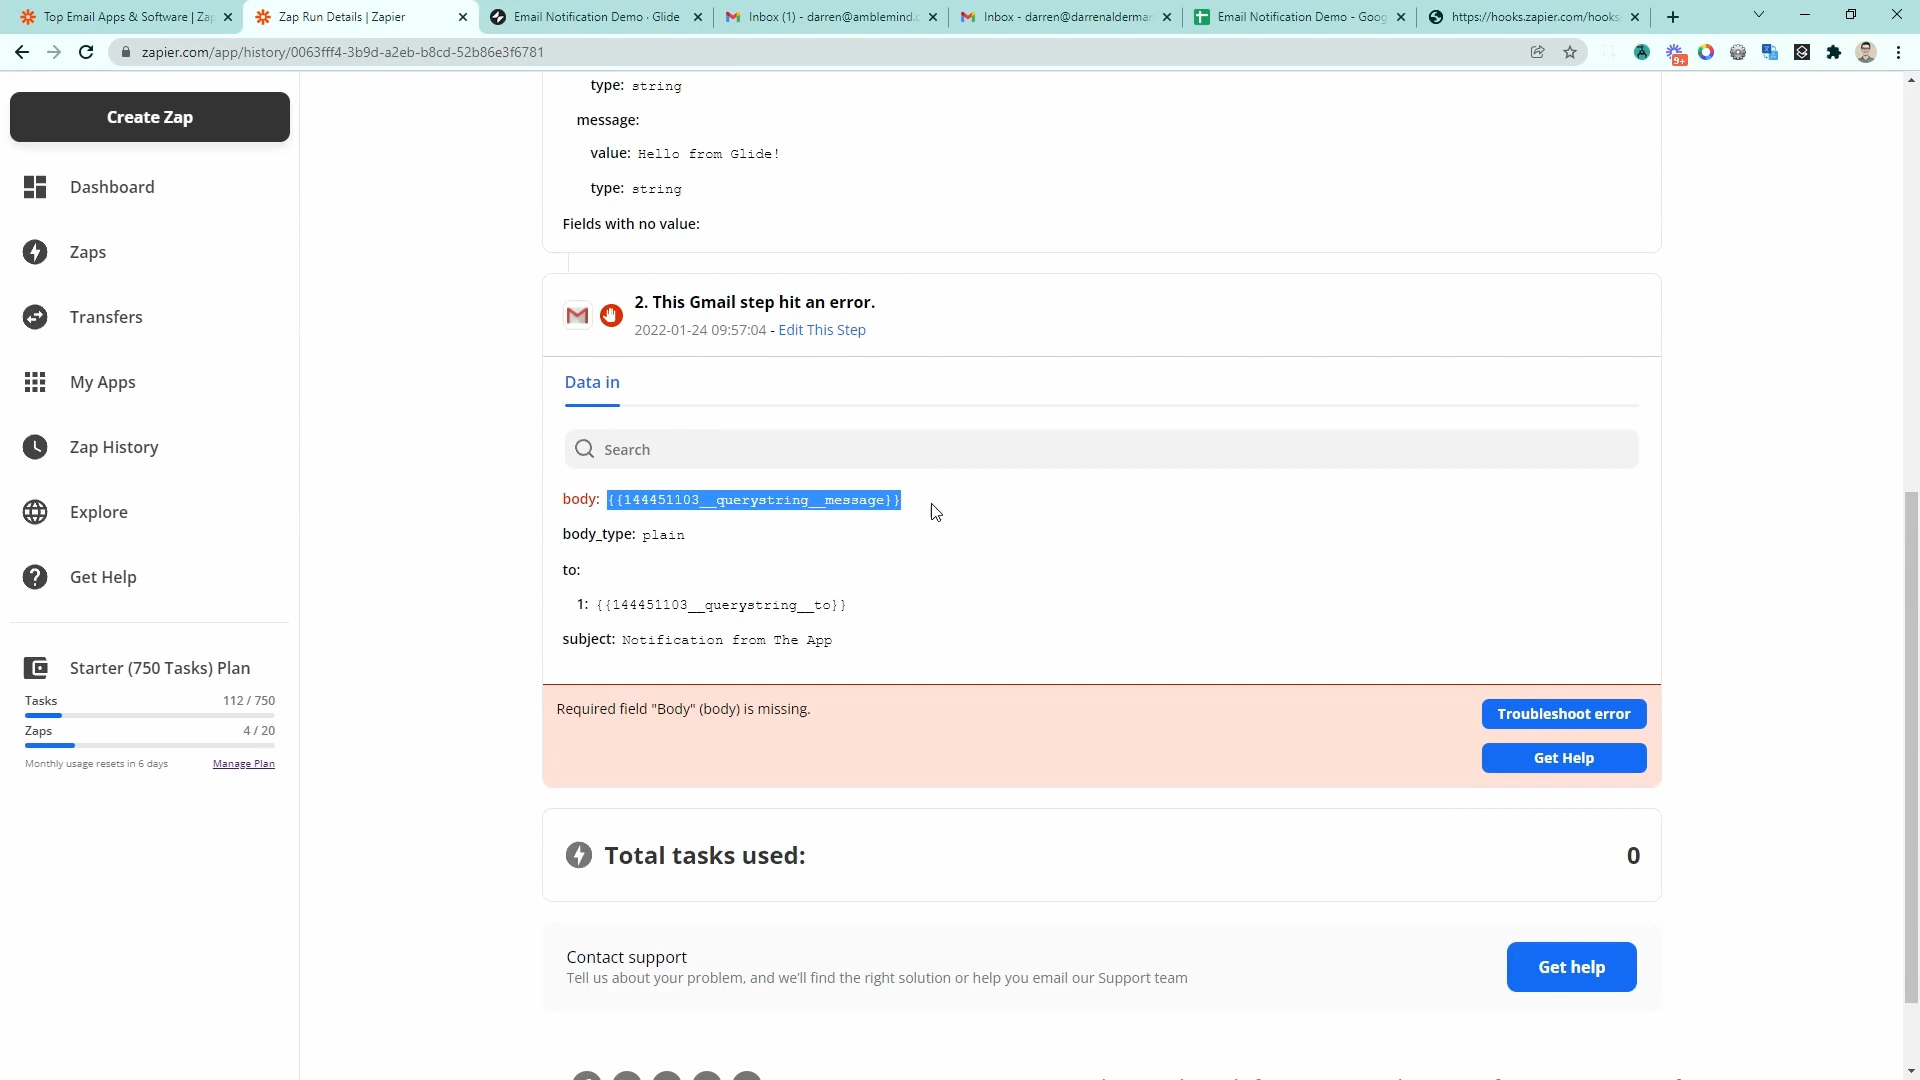 Top Email Apps & Software | Zap
Zap Run Details | Zapier
Email Notification Demo · Glide
Inbox (1) - darren@amblemind.c
Inbox - darren@darrenalderman
Email Notification Demo - Goog
https://hooks.zapier.com/hooks
zapier.com/app/history/0063fff4-3b9d-a2eb-b8cd-52b86e3f6781
9+
Create Zap
Dashboard
Zaps
Transfers
My Apps
Zap History
Explore
Get Help
Starter (750 Tasks) Plan
Tasks 112 / 750
Zaps 4 / 20
Monthly usage resets in 6 days Manage Plan
type: string
message:
value: Hello from Glide!
type: string
Fields with no value:
2. This Gmail step hit an error.
2022-01-24 09:57:04 - Edit This Step
Data in
Search
body: {{144451103__querystring__message}}
body_type: plain
to:
1: {{144451103__querystring__to}}
subject: Notification from The App
Required field "Body" (body) is missing.
Troubleshoot error
Get Help
Total tasks used: 0
Contact support
Tell us about your problem, and we'll find the right solution or help you email our Support team
Get help